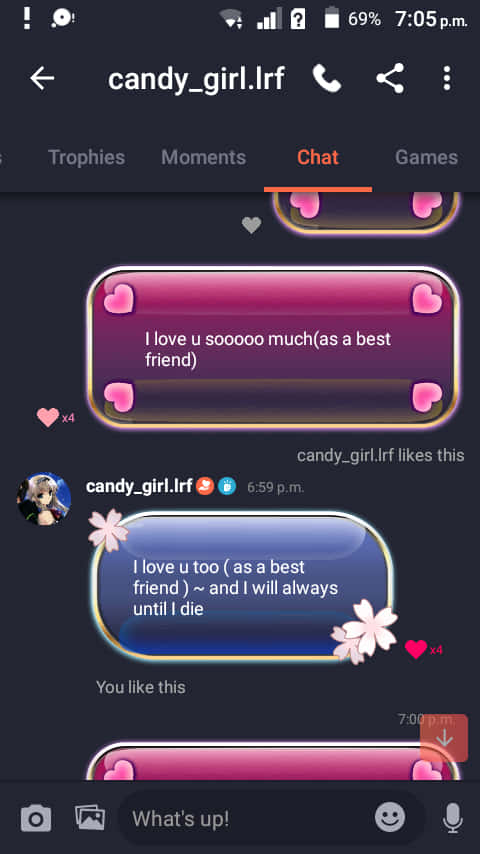 69% 7:05 p.m.
candy_girl.lrf
s Trophies Moments Chat Games
I love u sooooo much(as a best
friend)
x4
candy_girl.lrf likes this
candy_girl.lrf 6:59 p.m.
I love u too ( as a best
friend ) ~ and I will always
until I die
x4
You like this
7:00 p.m.
What's up!